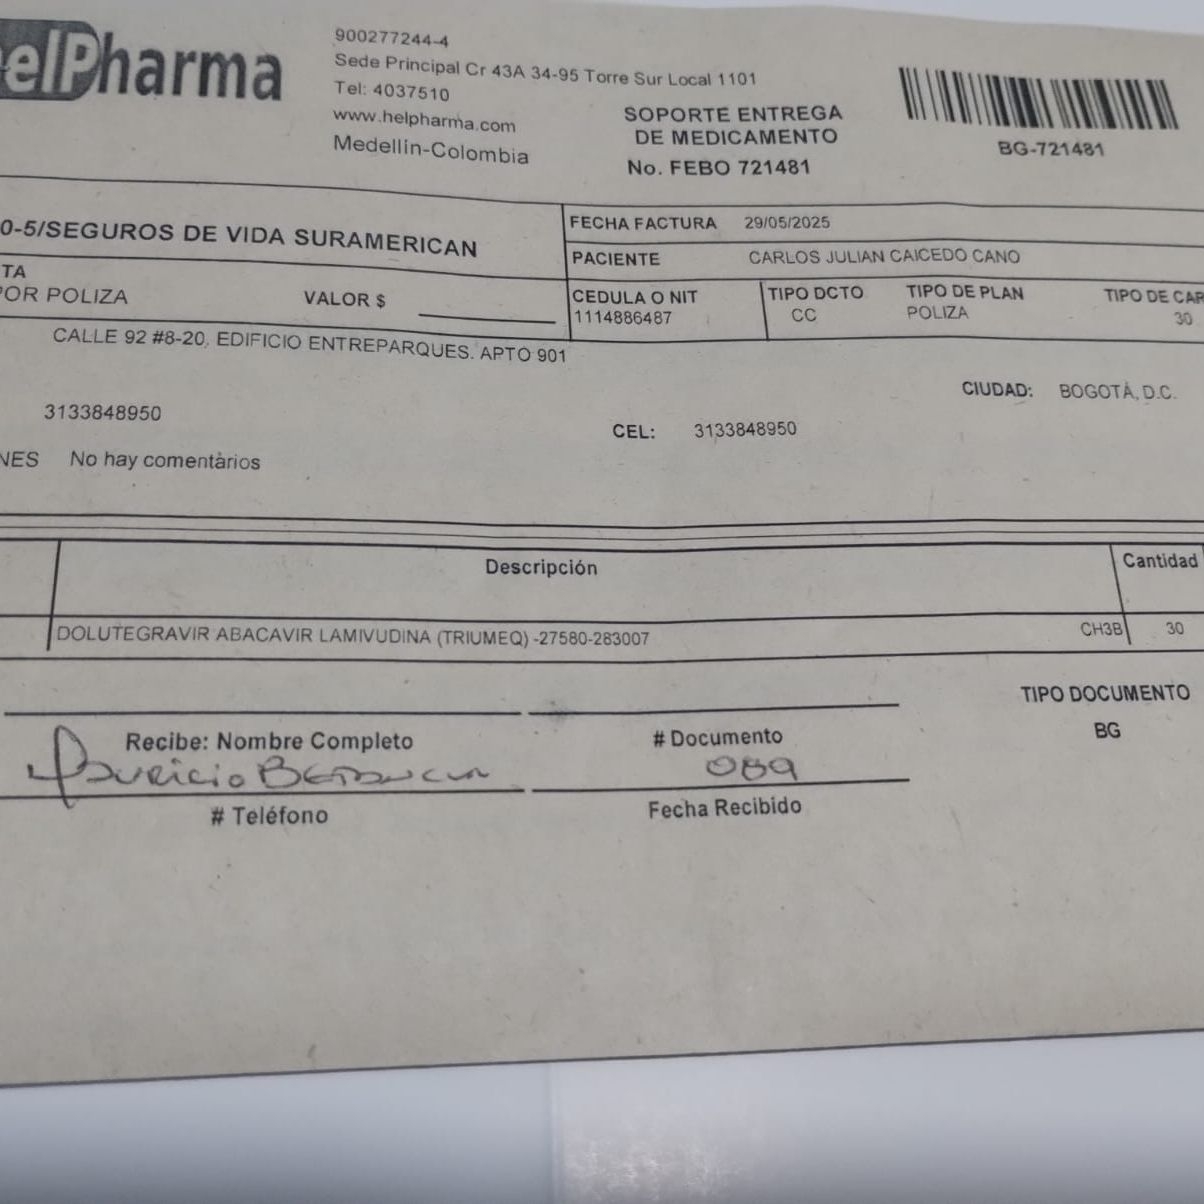 elPharma
900277244-4
Sede Principal Cr 43A 34-95 Torre Sur Local 1101
Tel: 4037510
www.helpharma.com
Medellin-Colombia
SOPORTE ENTREGA
DE MEDICAMENTO
No. FEBO 721481
BG-721481
0-5/SEGUROS DE VIDA SURAMERICAN
FECHA FACTURA 29/05/2025
PACIENTE CARLOS JULIAN CAICEDO CANO
TA
POR POLIZA VALOR $
CEDULA O NIT TIPO DCTO TIPO DE PLAN TIPO DE CAR
1114886487 CC POLIZA 30
CALLE 92 #8-20, EDIFICIO ENTREPARQUES. APTO 901
CIUDAD: BOGOTÁ, D.C.
3133848950 CEL: 3133848950
NES No hay comentarios
Descripción Cantidad
DOLUTEGRAVIR ABACAVIR LAMIVUDINA (TRIUMEQ) -27580-283007 CH3B 30
TIPO DOCUMENTO
BG
Recibe: Nombre Completo # Documento
089
# Teléfono Fecha Recibido